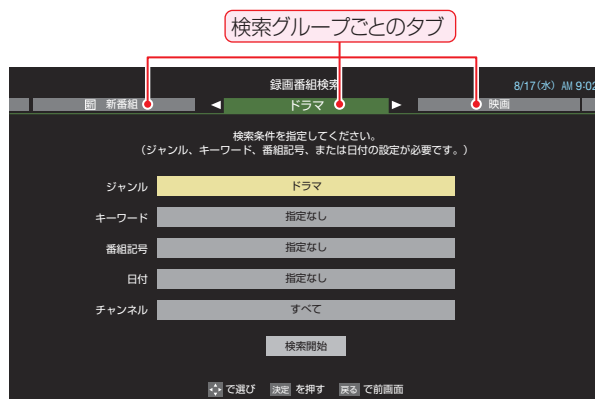 検索グループごとのタブ
録画番組検索 8/17(水) AM 9:02
新番組 ドラマ 映画
検索条件を指定してください。
(ジャンル、キーワード、番組記号、または日付の設定が必要です。)
ジャンル ドラマ
キーワード 指定なし
番組記号 指定なし
日付 指定なし
チャンネル すべて
検索開始
で選び 決定 を押す 戻る で前画面